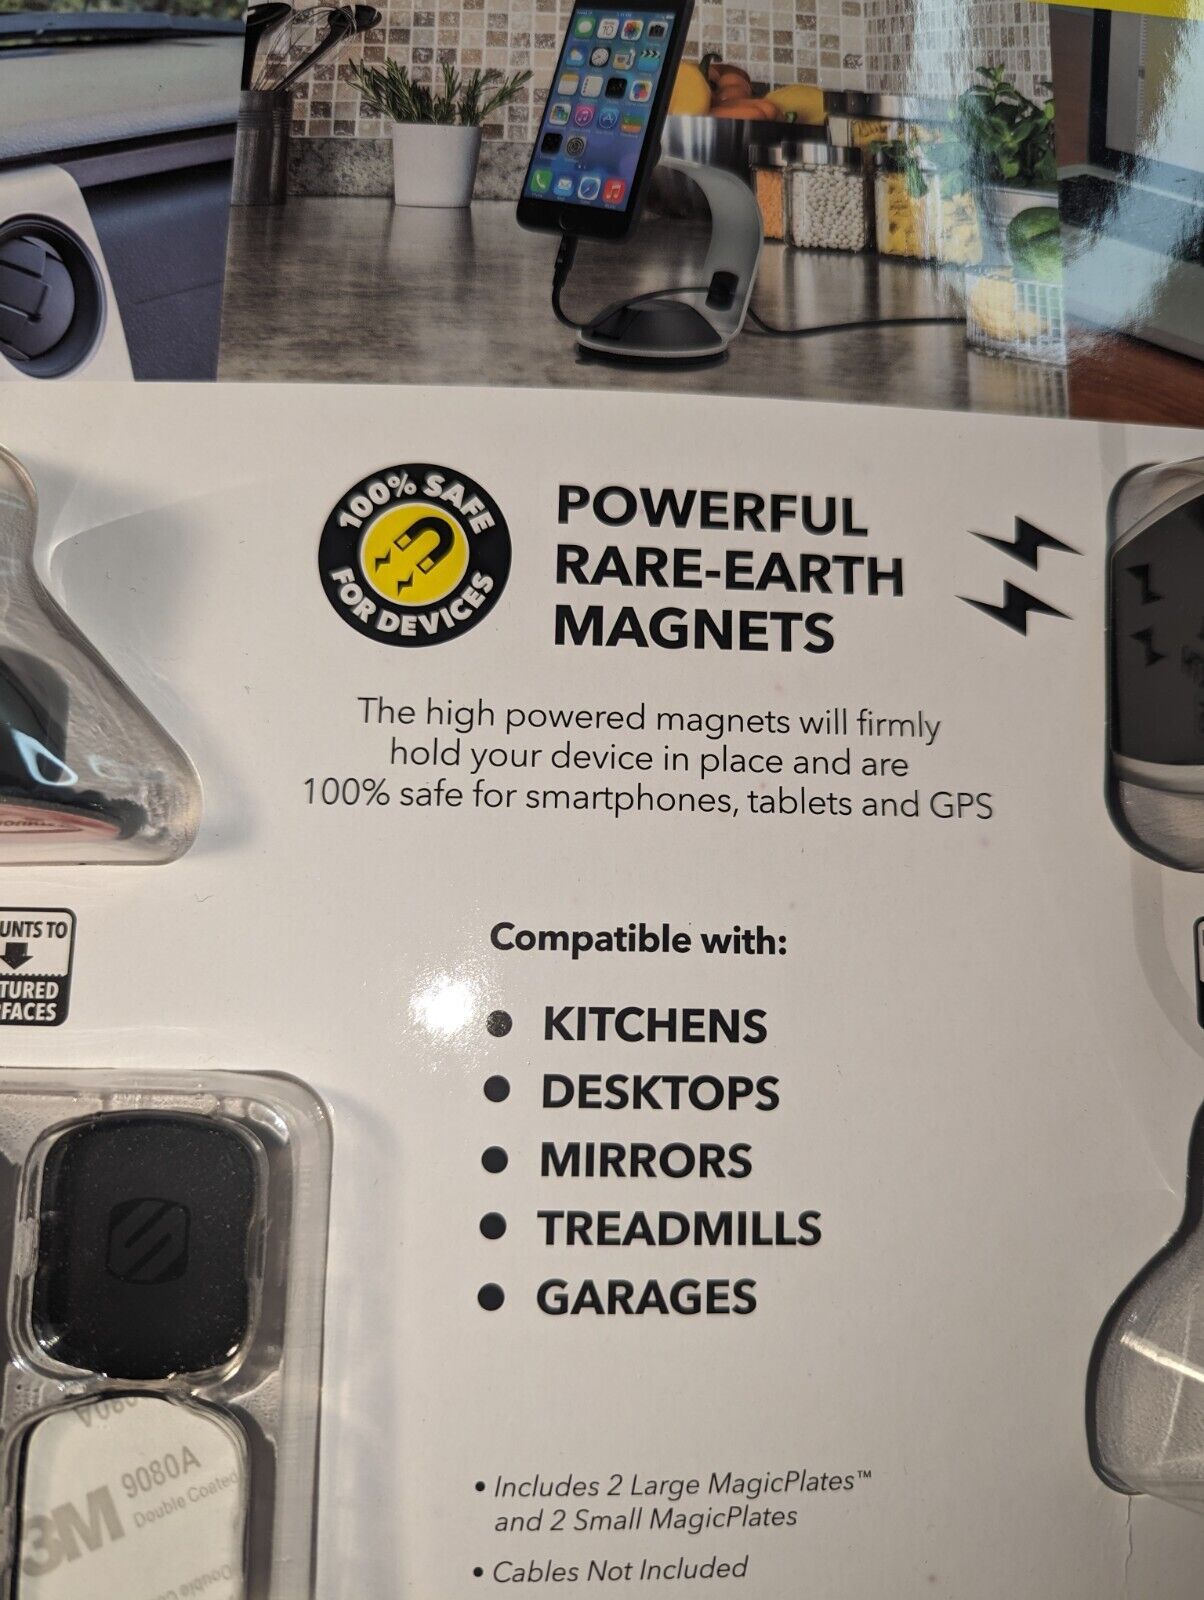 100% SAFE
FOR DEVICES
POWERFUL
RARE-EARTH
MAGNETS
The high powered magnets will firmly
hold your device in place and are
100% safe for smartphones, tablets and GPS
UNTS TO
TURED
FACES
Compatible with:
• KITCHENS
• DESKTOPS
• MIRRORS
• TREADMILLS
• GARAGES
9080A
3M
Double Coated
• Includes 2 Large MagicPlates™
and 2 Small MagicPlates
• Cables Not Included